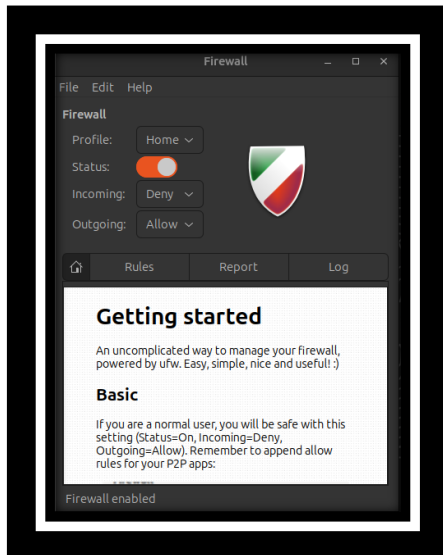 Firewall
File Edit Help
Firewall
Profile: Home
Status:
Incoming: Deny
Outgoing: Allow
Rules Report Log
Getting started
An uncomplicated way to manage your firewall,
powered by ufw. Easy, simple, nice and useful! :)
Basic
If you are a normal user, you will be safe with this
setting (Status=On, Incoming=Deny,
Outgoing=Allow). Remember to append allow
rules for your P2P apps:
Firewall enabled